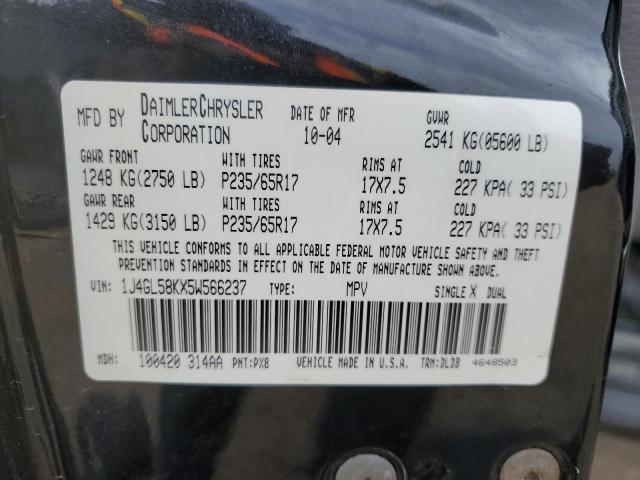 MFD BY DAIMLERCHRYSLER CORPORATION DATE OF MFR 10-04 GVWR 2541 KG(05600 LB)
GAWR FRONT WITH TIRES RIMS AT COLD
1248 KG(2750 LB) P235/65R17 17X7.5 227 KPA( 33 PSI)
GAWR REAR WITH TIRES RIMS AT COLD
1429 KG(3150 LB) P235/65R17 17X7.5 227 KPA( 33 PSI)
THIS VEHICLE CONFORMS TO ALL APPLICABLE FEDERAL MOTOR VEHICLE SAFETY AND THEFT
PREVENTION STANDARDS IN EFFECT ON THE DATE OF MANUFACTURE SHOWN ABOVE.
VIN: 1J4GL58KX5W566237 TYPE: MPV SINGLE X DUAL
MDH: 100420 314AA PNT:PX8 VEHICLE MADE IN U.S.A. TRM:DLDB 4648503